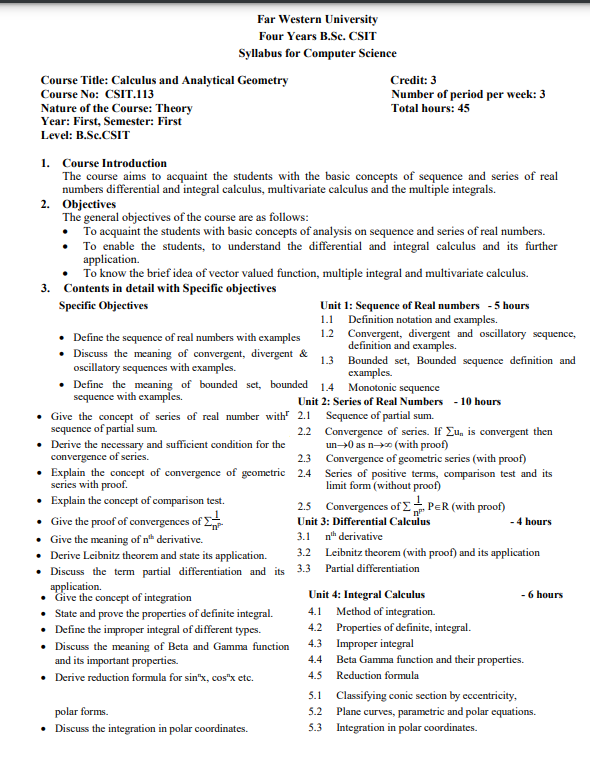 Far Western University
Four Years B.Sc. CSIT
Syllabus for Computer Science
Course Title: Calculus and Analytical Geometry
Credit: 3
Course No: CSIT.113
Number of period per week: 3
Nature of the Course: Theory
Total hours: 45
Year: First, Semester: First
Level: B.Sc.CSIT
1. Course Introduction
The course aims to acquaint the students with the basic concepts of sequence and series of real
numbers differential and integral calculus, multivariate calculus and the multiple integrals.
2. Objectives
The general objectives of the course are as follows:
• To acquaint the students with basic concepts of analysis on sequence and series of real numbers.
• To enable the students, to understand the differential and integral calculus and its further
application.
• To know the brief idea of vector valued function, multiple integral and multivariate calculus.
3. Contents in detail with Specific objectives
Specific Objectives
• Define the sequence of real numbers with examples
• Discuss the meaning of convergent, divergent &
oscillatory sequences with examples.
• Define the meaning of bounded set, bounded
sequence with examples.
Unit 1: Sequence of Real numbers - 5 hours
1.1 Definition notation and examples.
1.2 Convergent, divergent and oscillatory sequence,
definition and examples.
1.3 Bounded set, Bounded sequence definition and
examples.
1.4 Monotonic sequence
• Give the concept of series of real number with
sequence of partial sum.
• Derive the necessary and sufficient condition for the
convergence of series.
• Explain the concept of convergence of geometric
series with proof.
• Explain the concept of comparison test.
• Give the proof of convergences of Σ1/nᵖ.
Unit 2: Series of Real Numbers - 10 hours
2.1 Sequence of partial sum.
2.2 Convergence of series. If Σuₙ is convergent then
un→0 as n→∞ (with proof)
2.3 Convergence of geometric series (with proof)
2.4 Series of positive terms, comparison test and its
limit form (without proof)
2.5 Convergences of Σ 1/nᵖ, P∈R (with proof)
• Give the meaning of nᵗʰ derivative.
• Derive Leibnitz theorem and state its application.
• Discuss the term partial differentiation and its
application.
Unit 3: Differential Calculus - 4 hours
3.1 nᵗʰ derivative
3.2 Leibnitz theorem (with proof) and its application
3.3 Partial differentiation
• Give the concept of integration
• State and prove the properties of definite integral.
• Define the improper integral of different types.
• Discuss the meaning of Beta and Gamma function
and its important properties.
• Derive reduction formula for sinⁿx, cosⁿx etc.
Unit 4: Integral Calculus - 6 hours
4.1 Method of integration.
4.2 Properties of definite, integral.
4.3 Improper integral
4.4 Beta Gamma function and their properties.
4.5 Reduction formula
polar forms.
• Discuss the integration in polar coordinates.
5.1 Classifying conic section by eccentricity,
5.2 Plane curves, parametric and polar equations.
5.3 Integration in polar coordinates.